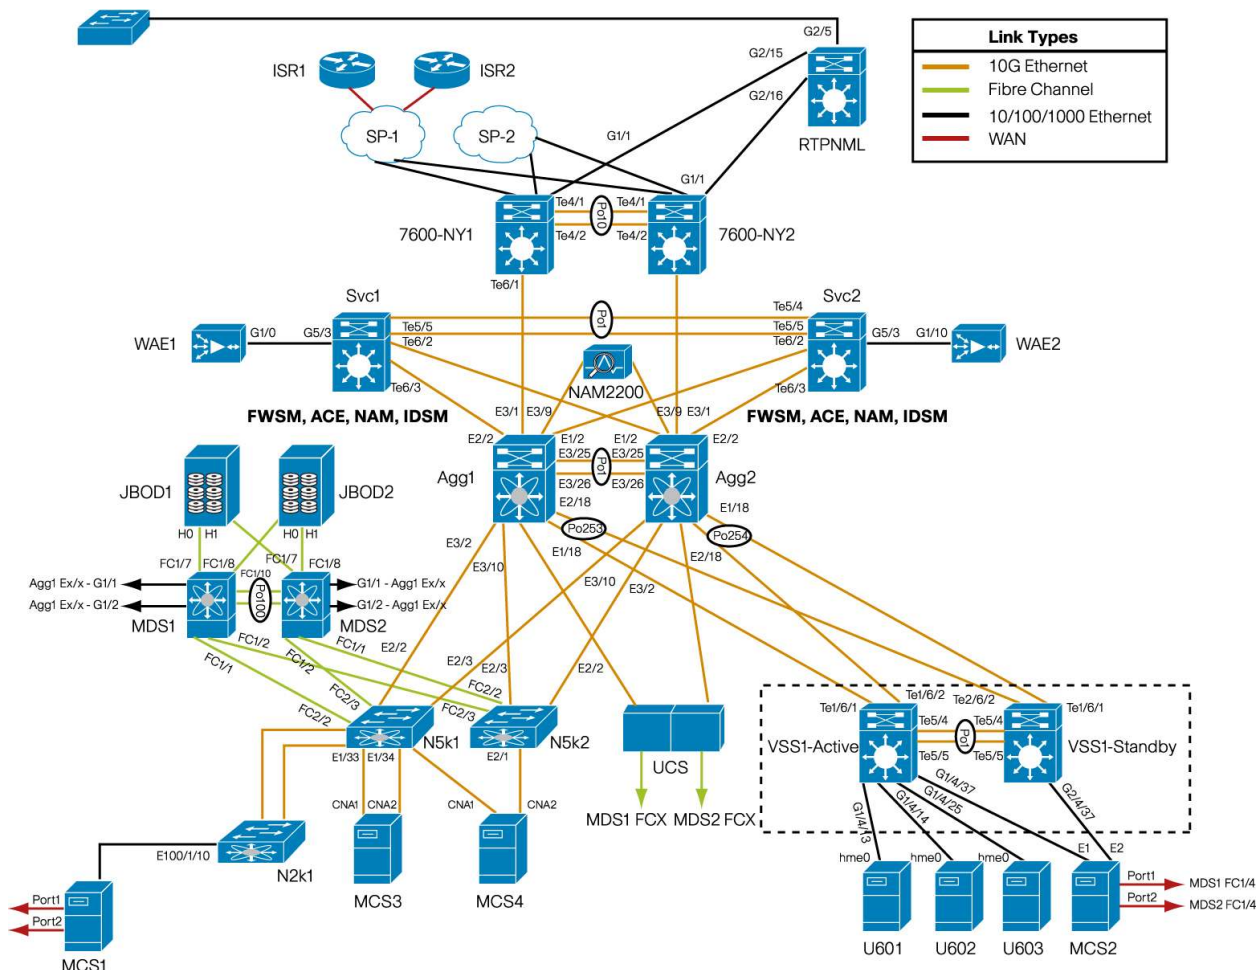 G2/5
Link Types
10G Ethernet
Fibre Channel
10/100/1000 Ethernet
WAN
G2/15
ISR1
ISR2
G2/16
SP-1
SP-2
G1/1
RTPNML
G1/1
Te4/1
Te4/1
Po10
7600-NY1
Te4/2
Te4/2
7600-NY2
Te6/1
Svc1
Svc2
Te5/4
Po1
G1/0
G5/3
Te5/5
Te5/5
G5/3
G1/10
WAE1
Te6/2
Te6/2
WAE2
NAM2200
Te6/3
Te6/3
FWSM, ACE, NAM, IDSM
E3/1
E3/9
E3/9
E3/1
FWSM, ACE, NAM, IDSM
E2/2
E1/2
E1/2
E2/2
E3/25
E3/25
Po1
Agg1
Agg2
E3/26
E3/26
JBOD1
JBOD2
E2/18
E1/18
H0
H1
H0
H1
Po253
Po254
E3/2
E1/18
E2/18
FC1/7
FC1/8
FC1/7
FC1/8
E3/10
E3/10
E3/2
FC1/10
Agg1 Ex/x - G1/1
G1/1 - Agg1 Ex/x
Po100
Agg1 Ex/x - G1/2
G1/2 - Agg1 Ex/x
MDS1
MDS2
FC1/1
FC1/2
FC1/2
FC1/1
E2/2
E2/3
E2/3
E2/2
FC2/2
FC2/3
FC2/3
FC2/2
Te1/6/1
Te1/6/2
Te2/6/2
Te1/6/1
Te5/4
Te5/4
Po1
N5k1
N5k2
VSS1-Active
VSS1-Standby
E1/33
E1/34
E2/1
UCS
Te5/5
Te5/5
G1/4/37
G1/4/25
G1/4/14
G1/4/13
G2/4/37
CNA1
CNA2
CNA1
CNA2
MDS1 FCX
MDS2 FCX
E100/1/10
N2k1
hme0
hme0
hme0
E1
E2
MCS3
MCS4
Port1
MDS1 FC1/4
Port2
MDS2 FC1/4
Port1
Port2
U601
U602
U603
MCS2
MCS1